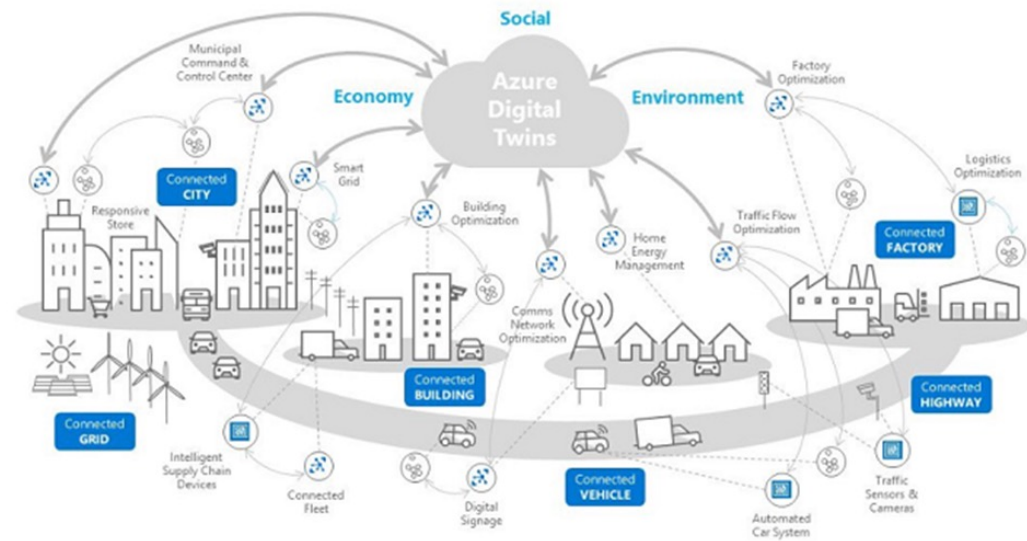 Social
Municipal
Command &
Control Center
Economy
Azure
Digital
Twins
Environment
Factory
Optimization
Connected
CITY
Smart
Grid
Logistics
Optimization
Responsive
Store
Building
Optimization
Traffic Flow
Optimization
Connected
FACTORY
Home
Energy
Management
Comms
Network
Optimization
Connected
BUILDING
Connected
HIGHWAY
Connected
GRID
Intelligent
Supply Chain
Devices
Connected
Fleet
Digital
Signage
Connected
VEHICLE
Automated
Car System
Traffic
Sensors &
Cameras